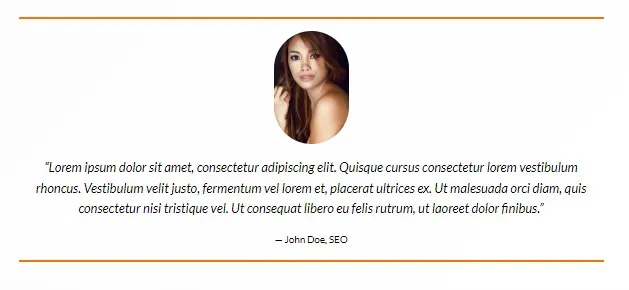 “Lorem ipsum dolor sit amet, consectetur adipiscing elit. Quisque cursus consectetur lorem vestibulum
rhoncus. Vestibulum velit justo, fermentum vel lorem et, placerat ultrices ex. Ut malesuada orci diam, quis
consectetur nisi tristique vel. Ut consequat libero eu felis rutrum, ut laoreet dolor finibus.”
— John Doe, SEO